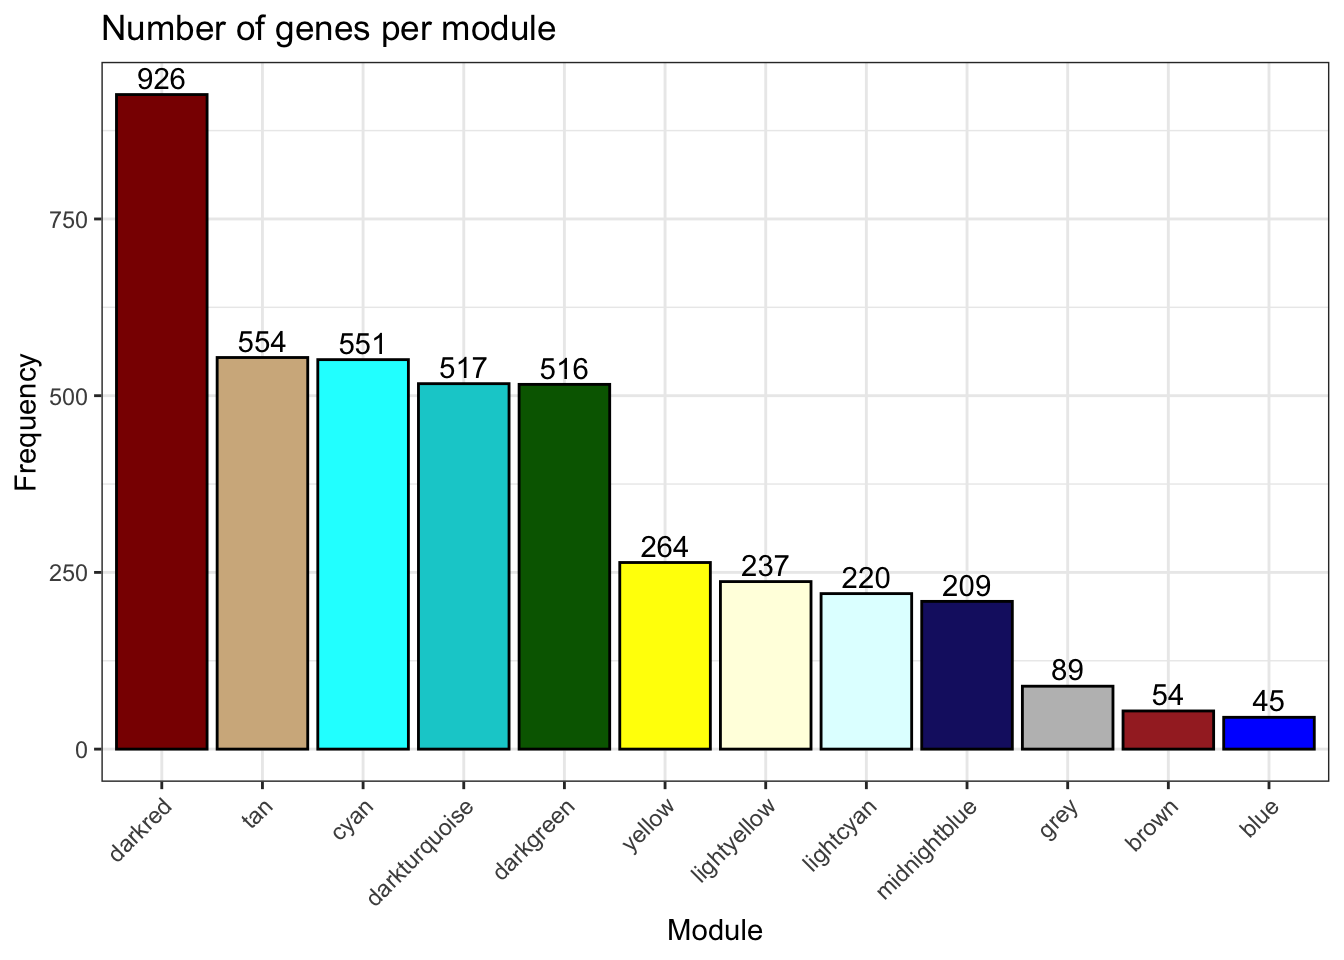 Number of genes per module
926
554
551
517
516
264
237
220
209
89
54
45
Frequency
750
500
250
0
darkred
tan
cyan
darkturquoise
darkgreen
yellow
lightyellow
lightcyan
midnightblue
grey
brown
blue
Module